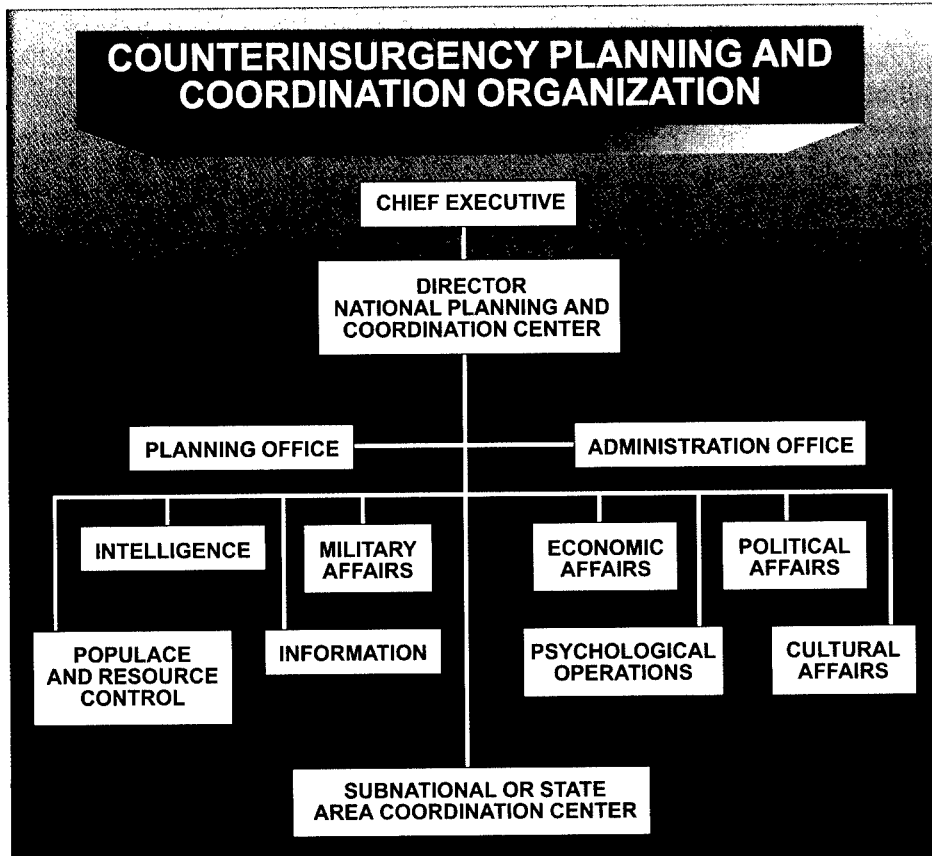 COUNTERINSURGENCY PLANNING AND
COORDINATION ORGANIZATION
CHIEF EXECUTIVE
DIRECTOR
NATIONAL PLANNING AND
COORDINATION CENTER
PLANNING OFFICE
ADMINISTRATION OFFICE
INTELLIGENCE
MILITARY
AFFAIRS
ECONOMIC
AFFAIRS
POLITICAL
AFFAIRS
POPULACE
AND RESOURCE
CONTROL
INFORMATION
PSYCHOLOGICAL
OPERATIONS
CULTURAL
AFFAIRS
SUBNATIONAL OR STATE
AREA COORDINATION CENTER